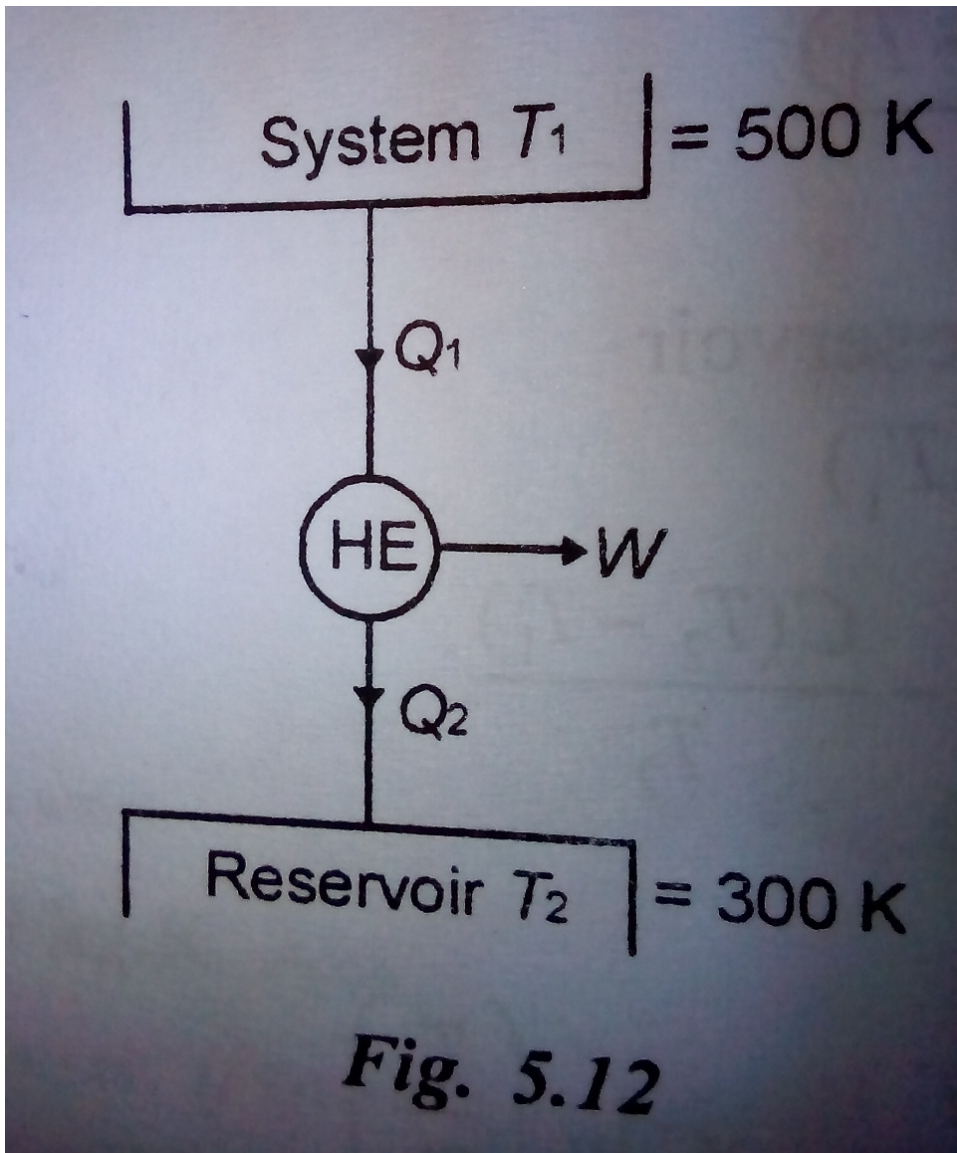 System T₁ = 500 K
Q₁
HE W
Q₂
Reservoir T₂ = 300 K
Fig. 5.12